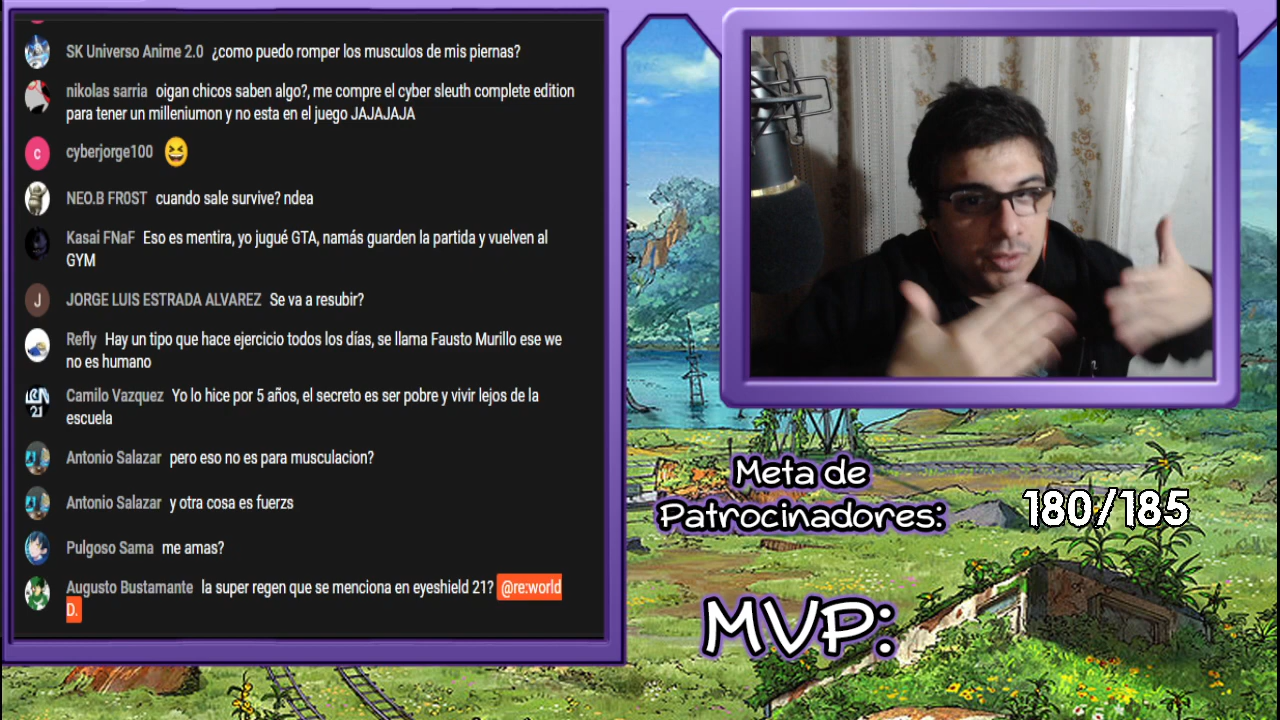 SK Universo Anime 2.0 ¿como puedo romper los musculos de mis piernas?
nikolas sarria oigan chicos saben algo?, me compre el cyber sleuth complete edition
para tener un milleniumon y no esta en el juego JAJAJAJA
C cyberjorge100
NEO.B FR0ST cuando sale survive? ndea
Kasai FNaF Eso es mentira, yo jugué GTA, namás guarden la partida y vuelven al
GYM
J JORGE LUIS ESTRADA ALVAREZ Se va a resubir?
Refly Hay un tipo que hace ejercicio todos los días, se llama Fausto Murillo ese we
no es humano
Camilo Vazquez Yo lo hice por 5 años, el secreto es ser pobre y vivir lejos de la
escuela
Antonio Salazar pero eso no es para musculacion?
Antonio Salazar y otra cosa es fuerzs
Pulgoso Sama me amas?
Augusto Bustamante la super regen que se menciona en eyeshield 21? @re:world
D.
Meta de
Patrocinadores:
180/185
MVP: